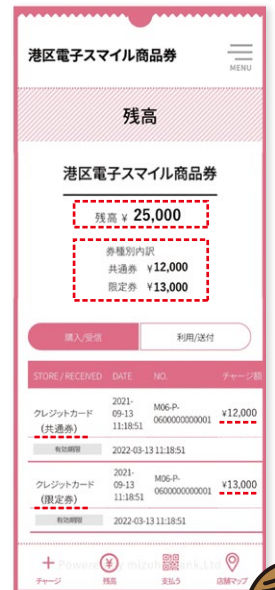 港区電子スマイル商品券
MENU
残高
港区電子スマイル商品券
残高 ¥ 25,000
券種別内訳
共通券 ¥12,000
限定券 ¥13,000
購入/受信 利用/送付
STORE / RECEIVED DATE NO. チャージ額
クレジットカード
(共通券)
2021-
09-13
11:18:51
M06-P-
0600000000001
¥12,000
有効期限 2022-03-13 11:18:51
クレジットカード
(限定券)
2021-
09-13
11:18:51
M06-P-
0600000000001
¥13,000
有効期限 2022-03-13 11:18:51
チャージ 残高 支払う 店舗マップ